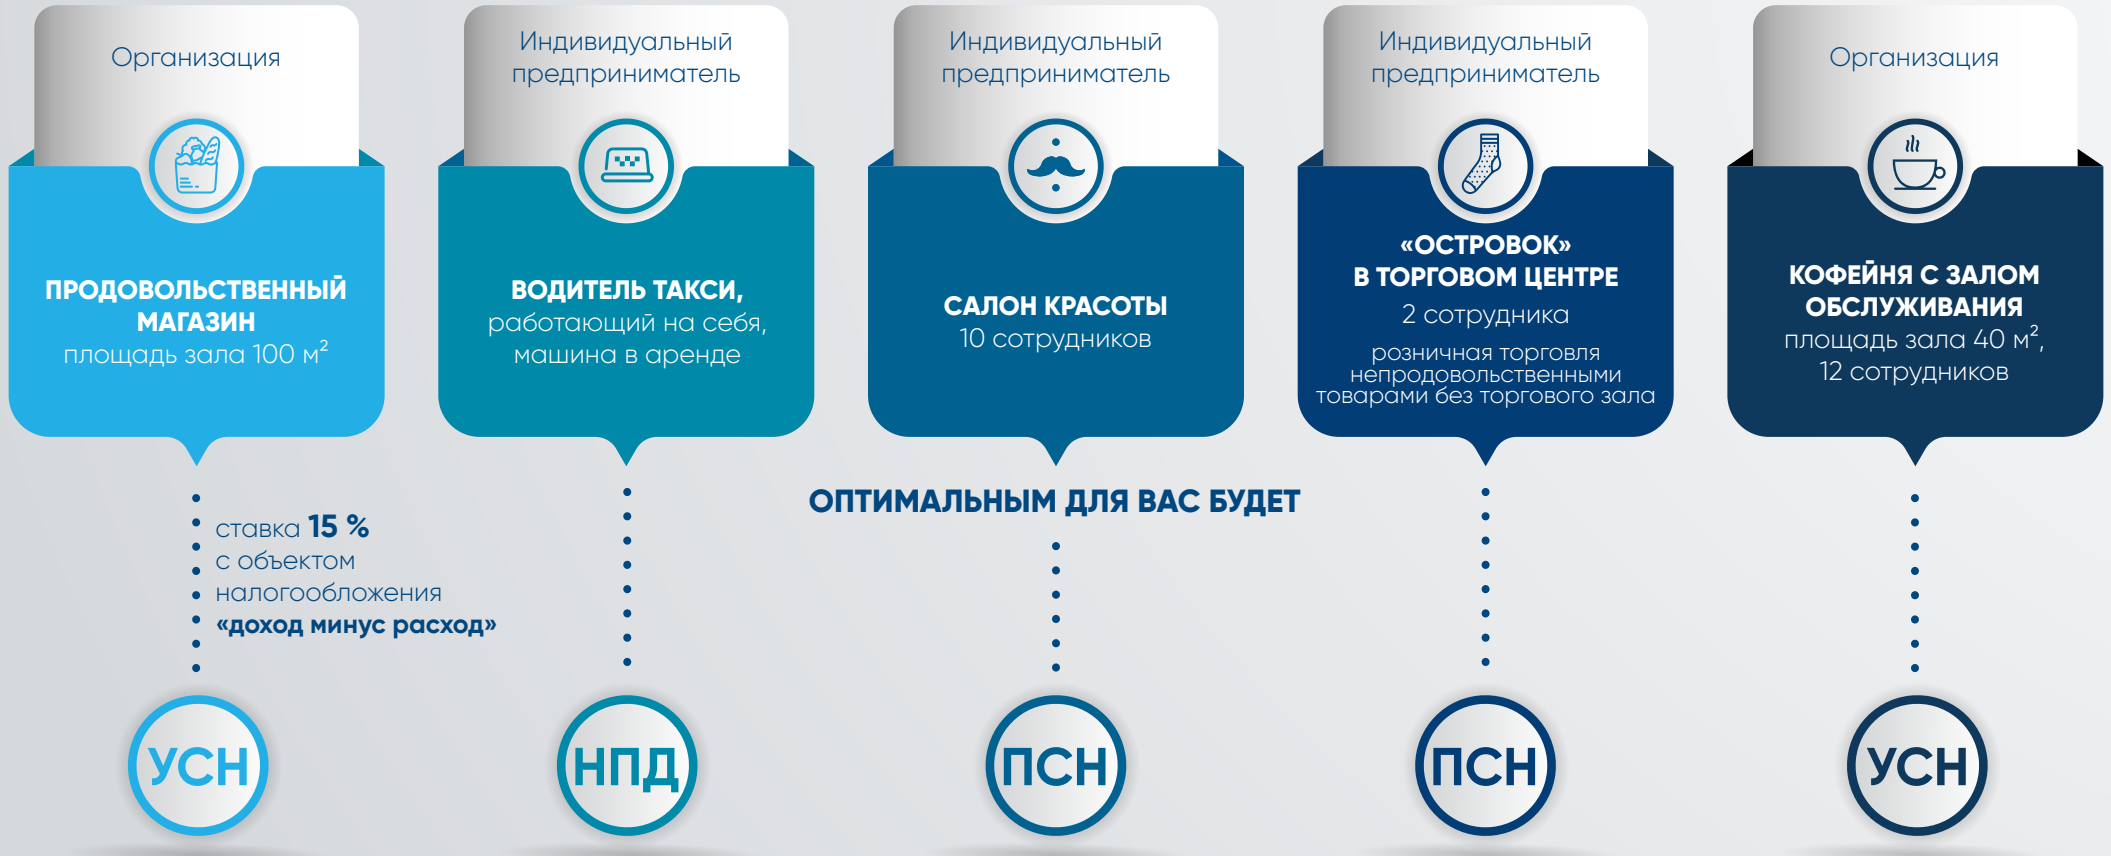 Организация
ПРОДОВОЛЬСТВЕННЫЙ
МАГАЗИН
площадь зала 100 м²
ставка 15 %
с объектом
налогообложения
«доход минус расход»
УСН
Индивидуальный
предприниматель
ВОДИТЕЛЬ ТАКСИ,
работающий на себя,
машина в аренде
НПД
Индивидуальный
предприниматель
САЛОН КРАСОТЫ
10 сотрудников
ОПТИМАЛЬНЫМ ДЛЯ ВАС БУДЕТ
ПСН
Индивидуальный
предприниматель
«ОСТРОВОК»
В ТОРГОВОМ ЦЕНТРЕ
2 сотрудника
розничная торговля
непродовольственными
товарами без торгового зала
ПСН
Организация
КОФЕЙНЯ С ЗАЛОМ
ОБСЛУЖИВАНИЯ
площадь зала 40 м²,
12 сотрудников
УСН